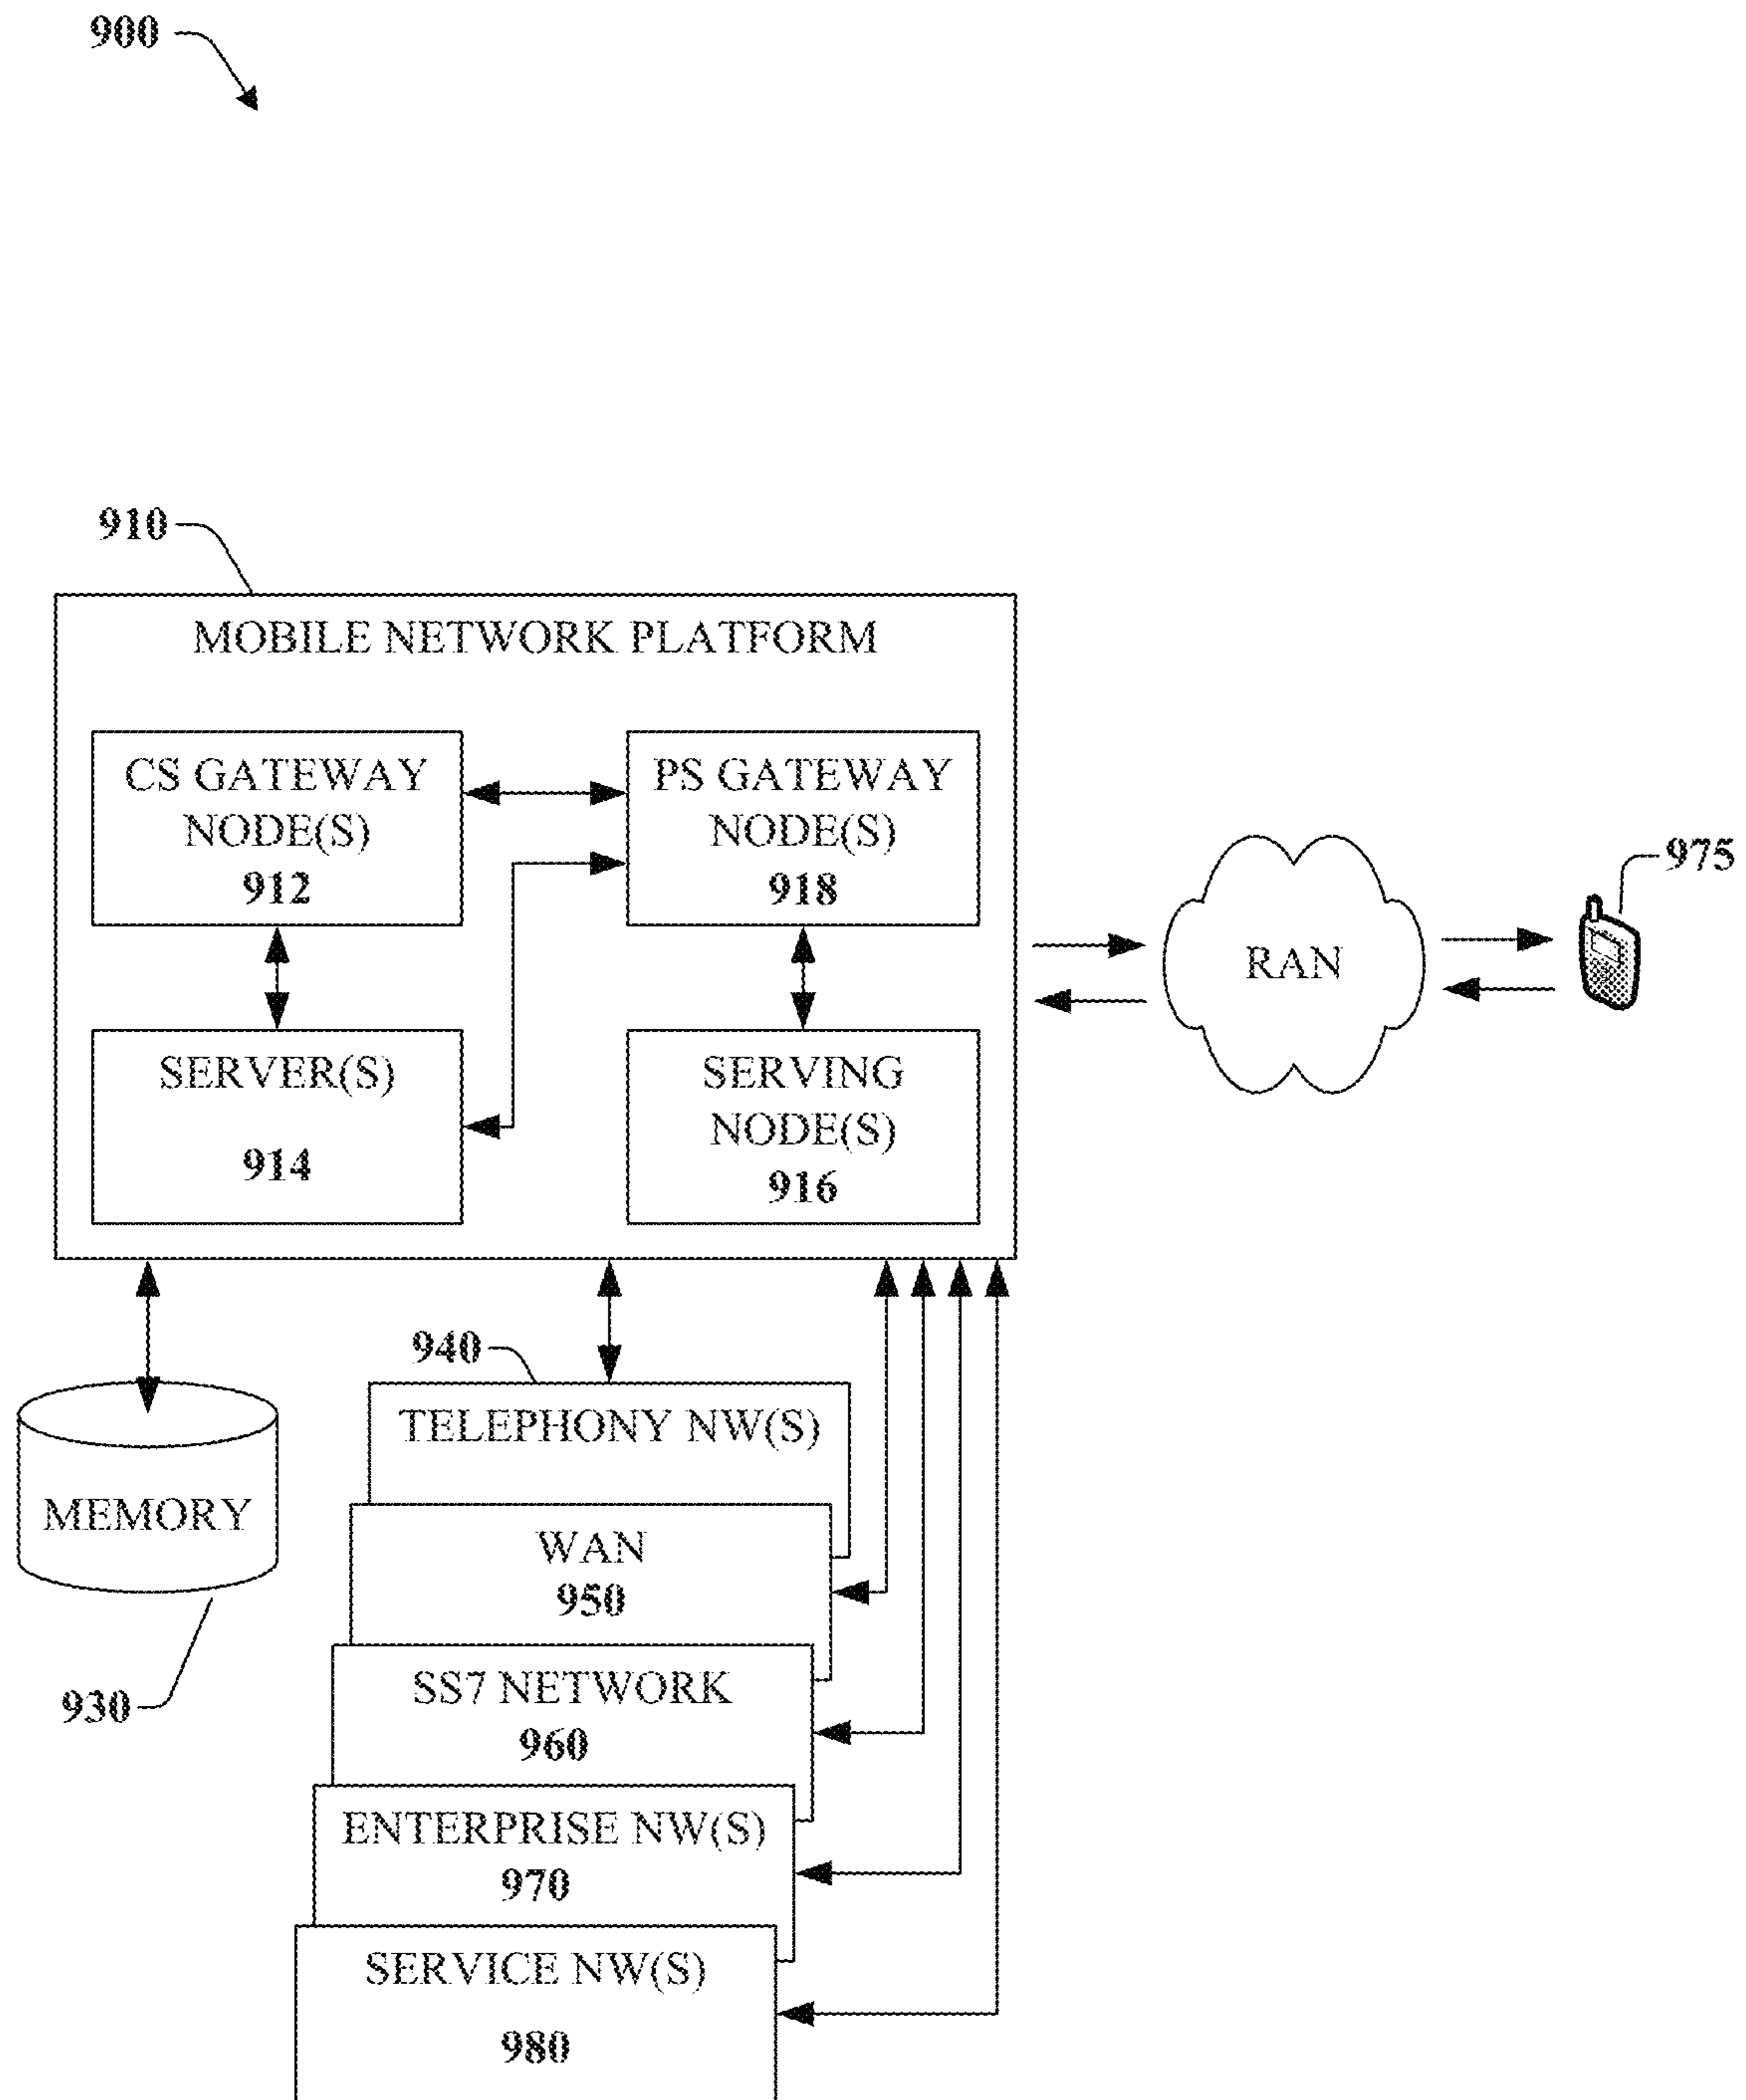 900
910
MOBILE NETWORK PLATFORM
CS GATEWAY
NODE(S)
912
PS GATEWAY
NODE(S)
918
SERVER(S)
914
SERVING
NODE(S)
916
RAN
975
940
TELEPHONY NW(S)
MEMORY
930
WAN
950
SS7 NETWORK
960
ENTERPRISE NW(S)
970
SERVICE NW(S)
980